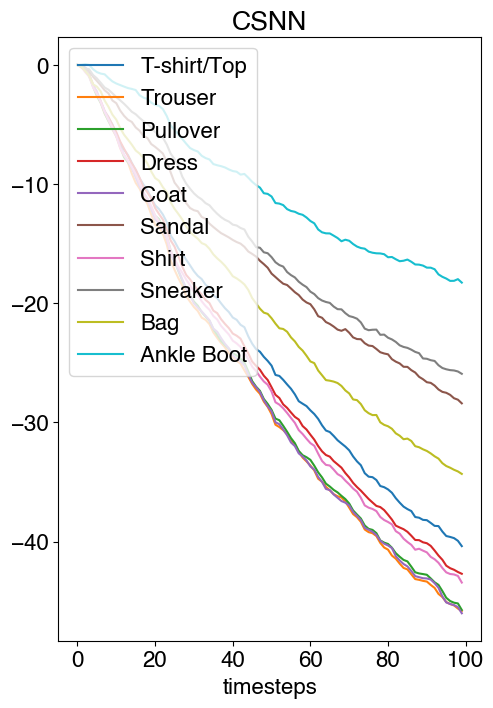 CSNN
0
−10
−20
−30
−40
T-shirt/Top
Trouser
Pullover
Dress
Coat
Sandal
Shirt
Sneaker
Bag
Ankle Boot
0 20 40 60 80 100
timesteps